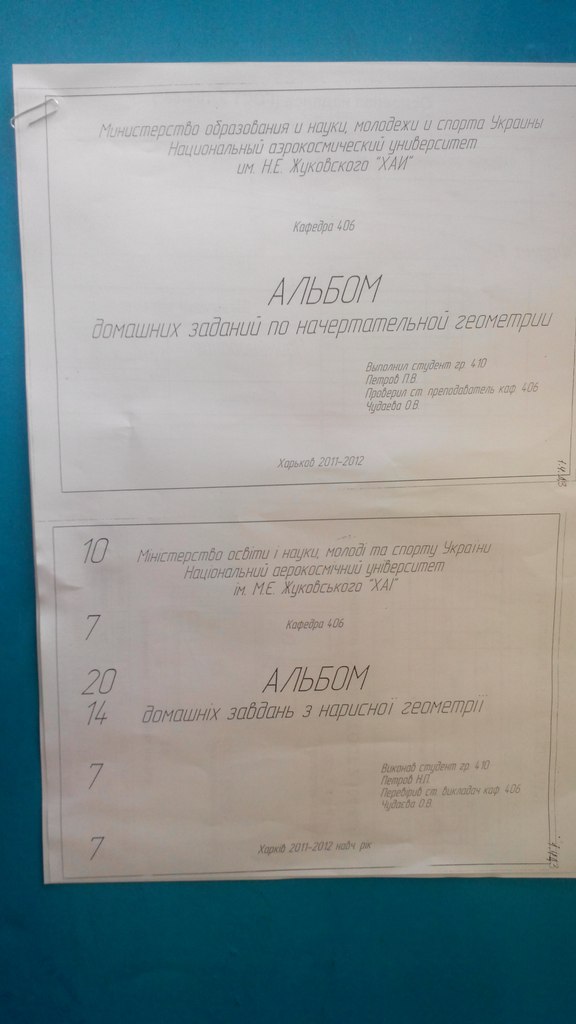 Министерство образования и науки, молодежи и спорта Украины
Национальный аэрокосмический университет
им. Н.Е. Жуковского "ХАИ"
Кафедра 406
АЛЬБОМ
домашних заданий по начертательной геометрии
Выполнил студент гр. 410
Петров П.В.
Проверил ст. преподаватель каф. 406
Чудаева О.В.
Харьков 2011-2012
10 Міністерство освіти і науки, молоді та спорту України
Національний аерокосмічний університет
ім. М.Є. Жуковського "ХАІ"
7 Кафедра 406
20 АЛЬБОМ
14 домашніх завдань з нарисної геометрії
7 Виконав студент гр. 410
Петров Н.П.
Перевірив ст. викладач каф. 406
Чудаєва О.В.
7 Харків 2011-2012 навч. рік